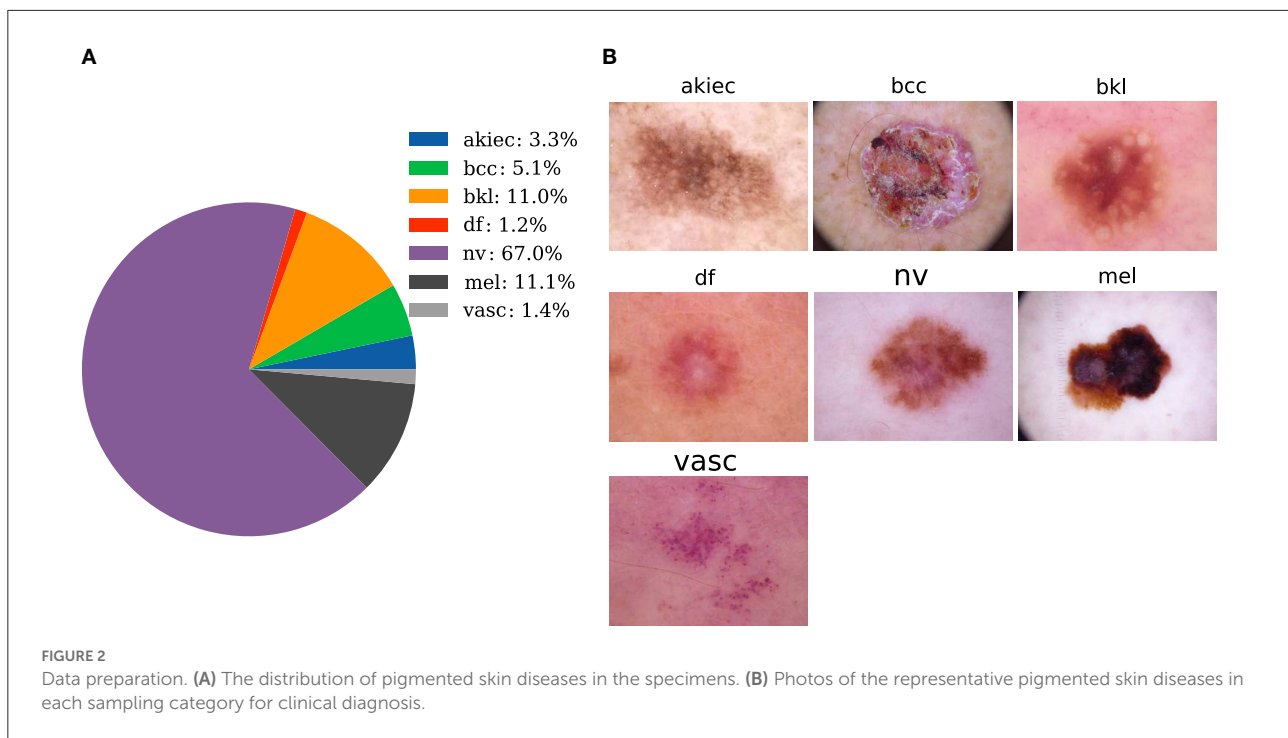 A
akiec: 3.3%
bcc: 5.1%
bkl: 11.0%
df: 1.2%
nv: 67.0%
mel: 11.1%
vasc: 1.4%
B
akiec bcc bkl
df nv mel
vasc
FIGURE 2
Data preparation. (A) The distribution of pigmented skin diseases in the specimens. (B) Photos of the representative pigmented skin diseases in
each sampling category for clinical diagnosis.